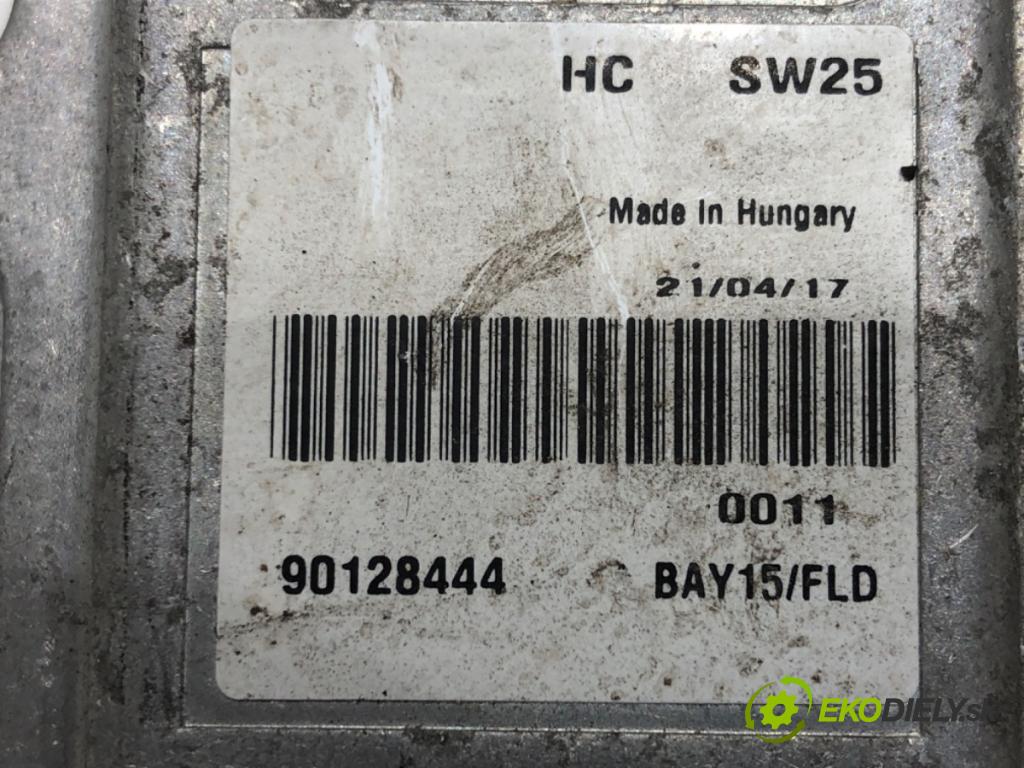 HC SW25
Made In Hungary
21/04/17
0011
90128444 BAY15/FLD
EKODIELY.sk